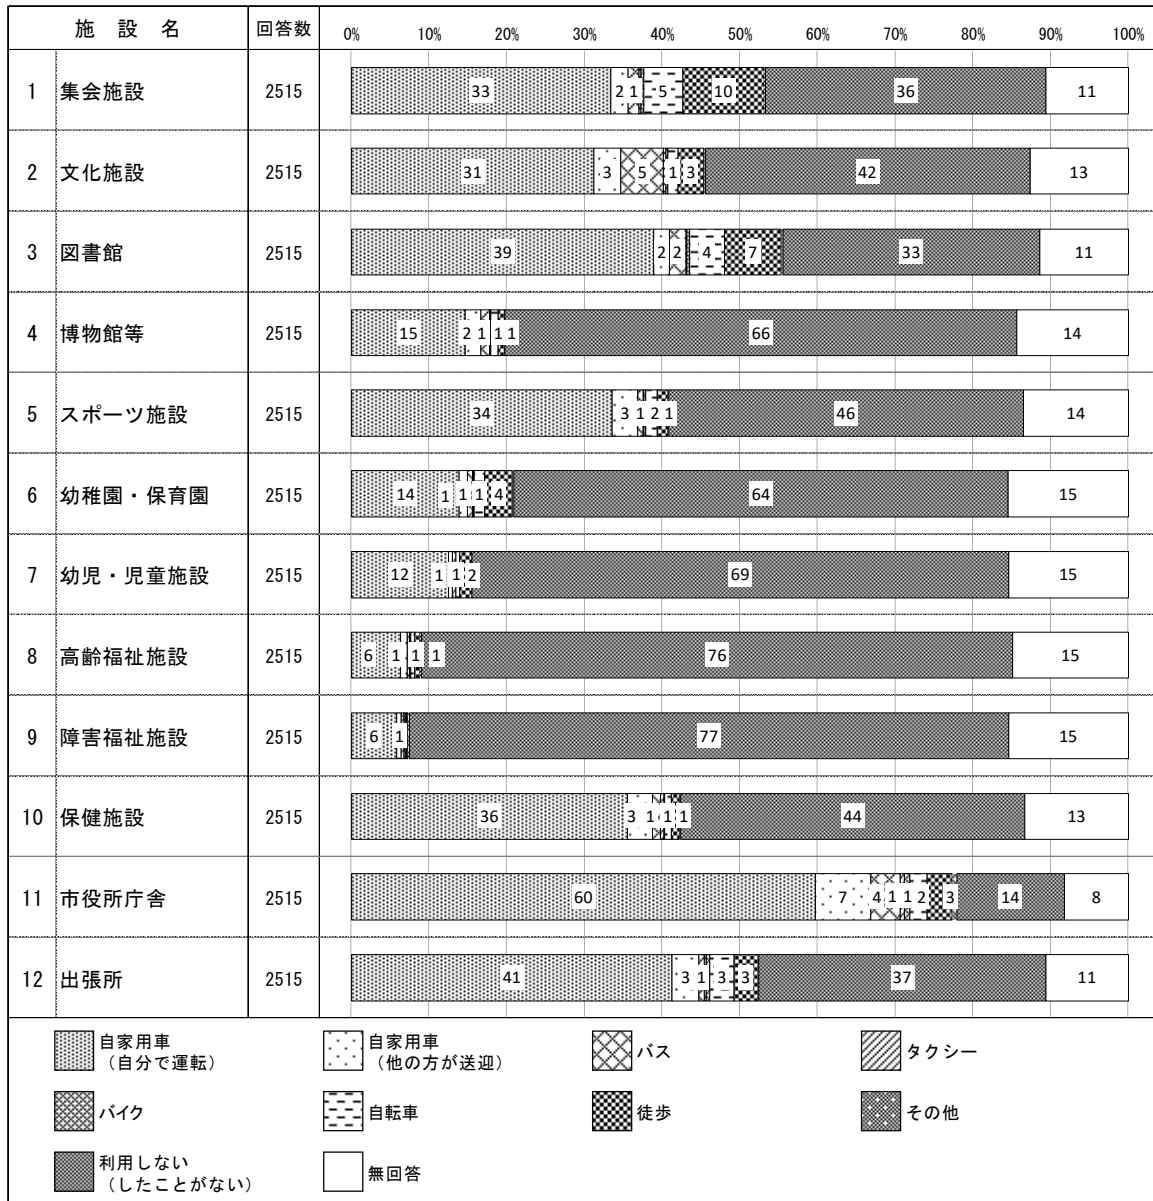 施　設　名 回答数 0% 10% 20% 30% 40% 50% 60% 70% 80% 90% 100%
1 集会施設 2515 33 2 1 5 10 36 11
2 文化施設 2515 31 3 5 1 3 42 13
3 図書館 2515 39 2 2 4 7 33 11
4 博物館等 2515 15 2 1 1 1 66 14
5 スポーツ施設 2515 34 3 1 2 1 46 14
6 幼稚園・保育園 2515 14 1 1 1 4 64 15
7 幼児・児童施設 2515 12 1 1 2 69 15
8 高齢福祉施設 2515 6 1 1 1 76 15
9 障害福祉施設 2515 6 1 77 15
10 保健施設 2515 36 3 1 1 1 44 13
11 市役所庁舎 2515 60 7 4 1 1 2 3 14 8
12 出張所 2515 41 3 1 3 3 37 11
自家用車
（自分で運転）
自家用車
（他の方が送迎）
バス
タクシー
バイク
自転車
徒歩
その他
利用しない
（したことがない）
無回答